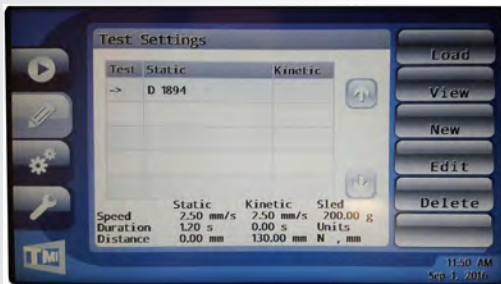 Test Settings
Test Static Kinetic
-> D 1894
Static Kinetic Sled
Speed 2.50 mm/s 2.50 mm/s 200.00 g
Duration 1.20 s 0.00 s Units
Distance 0.00 mm 130.00 mm N , mm
Load
View
New
Edit
Delete
TMI
11:50 AM
Sep 1, 2016